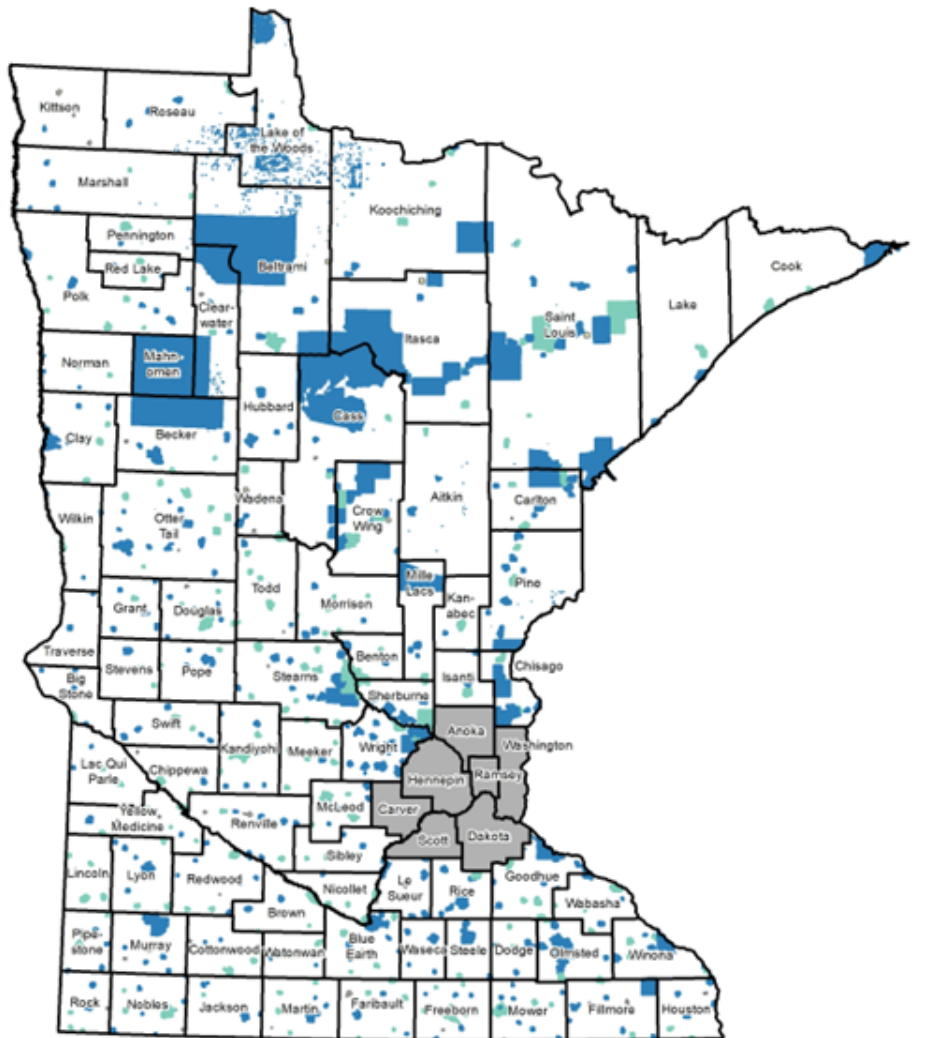 Kittson
Roseau
Lake of
the Woods
Marshall
Koochiching
Pennington
Red Lake
Beltrami
Polk
Clear-
water
Cook
Lake
Saint
Louis
Itasca
Norman
Mahn-
omen
Hubbard
Cass
Clay
Becker
Wadena
Aitkin
Carlton
Crow
Wing
Wilkin
Otter
Tail
Mille
Lacs
Kan-
abec
Pine
Todd
Morrison
Grant
Douglas
Traverse
Stevens
Pope
Stearns
Benton
Isanti
Chisago
Big
Stone
Sherburne
Swift
Kandiyohi
Meeker
Wright
Anoka
Washington
Lac Qui
Parle
Chippewa
Hennepin
Ramsey
Yellow
Medicine
Renville
McLeod
Carver
Scott
Dakota
Sibley
Lincoln
Lyon
Redwood
Nicollet
Le
Sueur
Rice
Goodhue
Wabasha
Brown
Pipe-
stone
Murray
Cottonwood
Watonwan
Blue
Earth
Waseca
Steele
Dodge
Olmsted
Winona
Rock
Nobles
Jackson
Martin
Faribault
Freeborn
Mower
Fillmore
Houston